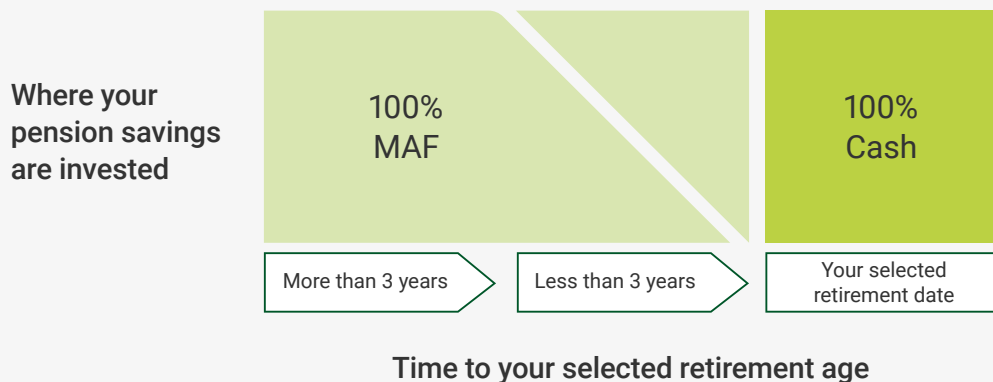 Where your
pension savings
are invested
100%
MAF
100%
Cash
More than 3 years
Less than 3 years
Your selected
retirement date
Time to your selected retirement age